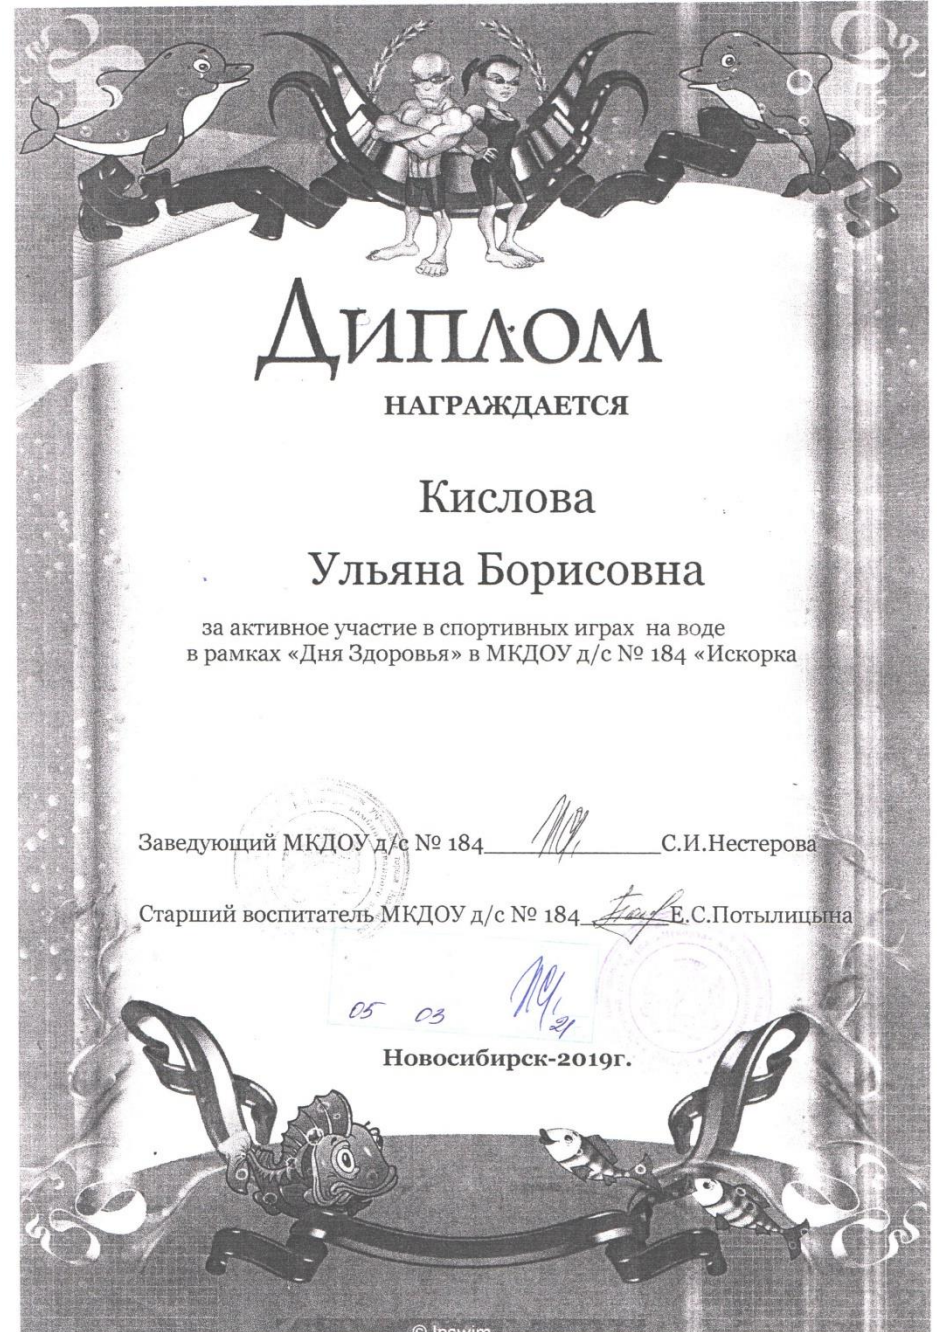 Диплом
НАГРАЖДАЕТСЯ
Кислова
Ульяна Борисовна
за активное участие в спортивных играх на воде
в рамках «Дня Здоровья» в МКДОУ д/с № 184 «Искорка
Заведующий МКДОУ д/с № 184 С.И.Нестерова
Старший воспитатель МКДОУ д/с № 184 Е.С.Потылицына
05 03 21
Новосибирск-2019г.